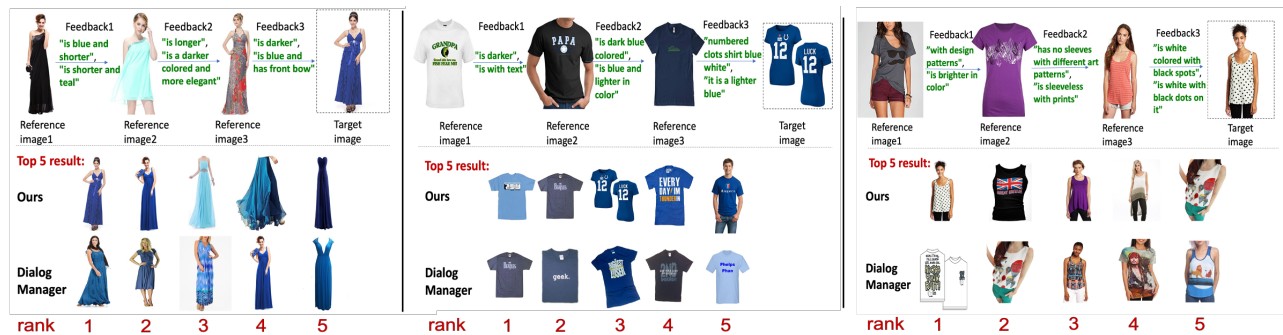 Feedback1
"is blue and
shorter",
"is shorter and
teal"
Feedback2
"is longer",
"is a darker
colored and
more elegant"
Feedback3
"is darker",
"is blue and
has front bow"
Reference
image1
Reference
image2
Reference
image3
Target
image
Top 5 result:
Ours
Dialog
Manager
rank
1
2
3
4
5
GRANDPA
Feedback1
"is darker"
"is with text"
PAPA
Feedback2
"is dark blue
colored",
"is blue and
lighter in
color"
Feedback3
"numbered
clots shirt blue
white",
"it is a lighter
blue"
12
LUCK
12
Reference
image1
Reference
image2
Reference
image3
Target
image
Top 5 result:
Ours
12
LUCK
12
EVERY
DAY I'M
THUNDERIN
Dialog
Manager
geek.
Phelps
Phan
rank
1
2
3
4
5
Feedback1
"with design
patterns",
"is brighter in
color"
Feedback2
"has no sleeves
with different art
patterns",
"is sleeveless
with prints"
Feedback3
"is white
colored with
black spots",
"is white with
black dots on
it"
Reference
image1
Reference
image2
Reference
image3
Target
image
Top 5 result:
Ours
Dialog
Manager
rank
1
2
3
4
5